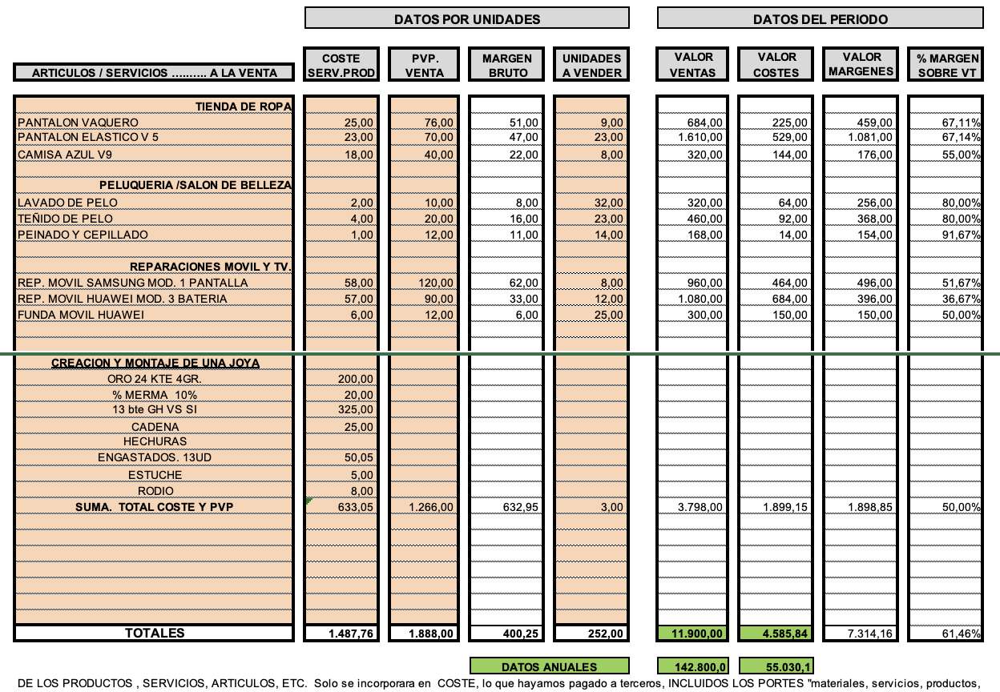 DATOS POR UNIDADES DATOS DEL PERIODO
ARTICULOS / SERVICIOS .......... A LA VENTA COSTE SERV.PROD PVP. VENTA MARGEN BRUTO UNIDADES A VENDER VALOR VENTAS VALOR COSTES VALOR MARGENES % MARGEN SOBRE VT
TIENDA DE ROPA
PANTALON VAQUERO 25,00 76,00 51,00 9,00 684,00 225,00 459,00 67,11%
PANTALON ELASTICO V 5 23,00 70,00 47,00 23,00 1.610,00 529,00 1.081,00 67,14%
CAMISA AZUL V9 18,00 40,00 22,00 8,00 320,00 144,00 176,00 55,00%
PELUQUERIA /SALON DE BELLEZA
LAVADO DE PELO 2,00 10,00 8,00 32,00 320,00 64,00 256,00 80,00%
TEÑIDO DE PELO 4,00 20,00 16,00 23,00 460,00 92,00 368,00 80,00%
PEINADO Y CEPILLADO 1,00 12,00 11,00 14,00 168,00 14,00 154,00 91,67%
REPARACIONES MOVIL Y TV.
REP. MOVIL SAMSUNG MOD. 1 PANTALLA 58,00 120,00 62,00 8,00 960,00 464,00 496,00 51,67%
REP. MOVIL HUAWEI MOD. 3 BATERIA 57,00 90,00 33,00 12,00 1.080,00 684,00 396,00 36,67%
FUNDA MOVIL HUAWEI 6,00 12,00 6,00 25,00 300,00 150,00 150,00 50,00%
CREACION Y MONTAJE DE UNA JOYA
ORO 24 KTE 4GR. 200,00
% MERMA 10% 20,00
13 bte GH VS SI 325,00
CADENA 25,00
HECHURAS
ENGASTADOS. 13UD 50,05
ESTUCHE 5,00
RODIO 8,00
SUMA. TOTAL COSTE Y PVP 633,05 1.266,00 632,95 3,00 3.798,00 1.899,15 1.898,85 50,00%
TOTALES 1.487,76 1.888,00 400,25 252,00 11.900,00 4.585,84 7.314,16 61,46%
DATOS ANUALES 142.800,0 55.030,1
DE LOS PRODUCTOS , SERVICIOS, ARTICULOS, ETC. Solo se incorporara en COSTE, lo que hayamos pagado a terceros, INCLUIDOS LOS PORTES "materiales, servicios, productos,